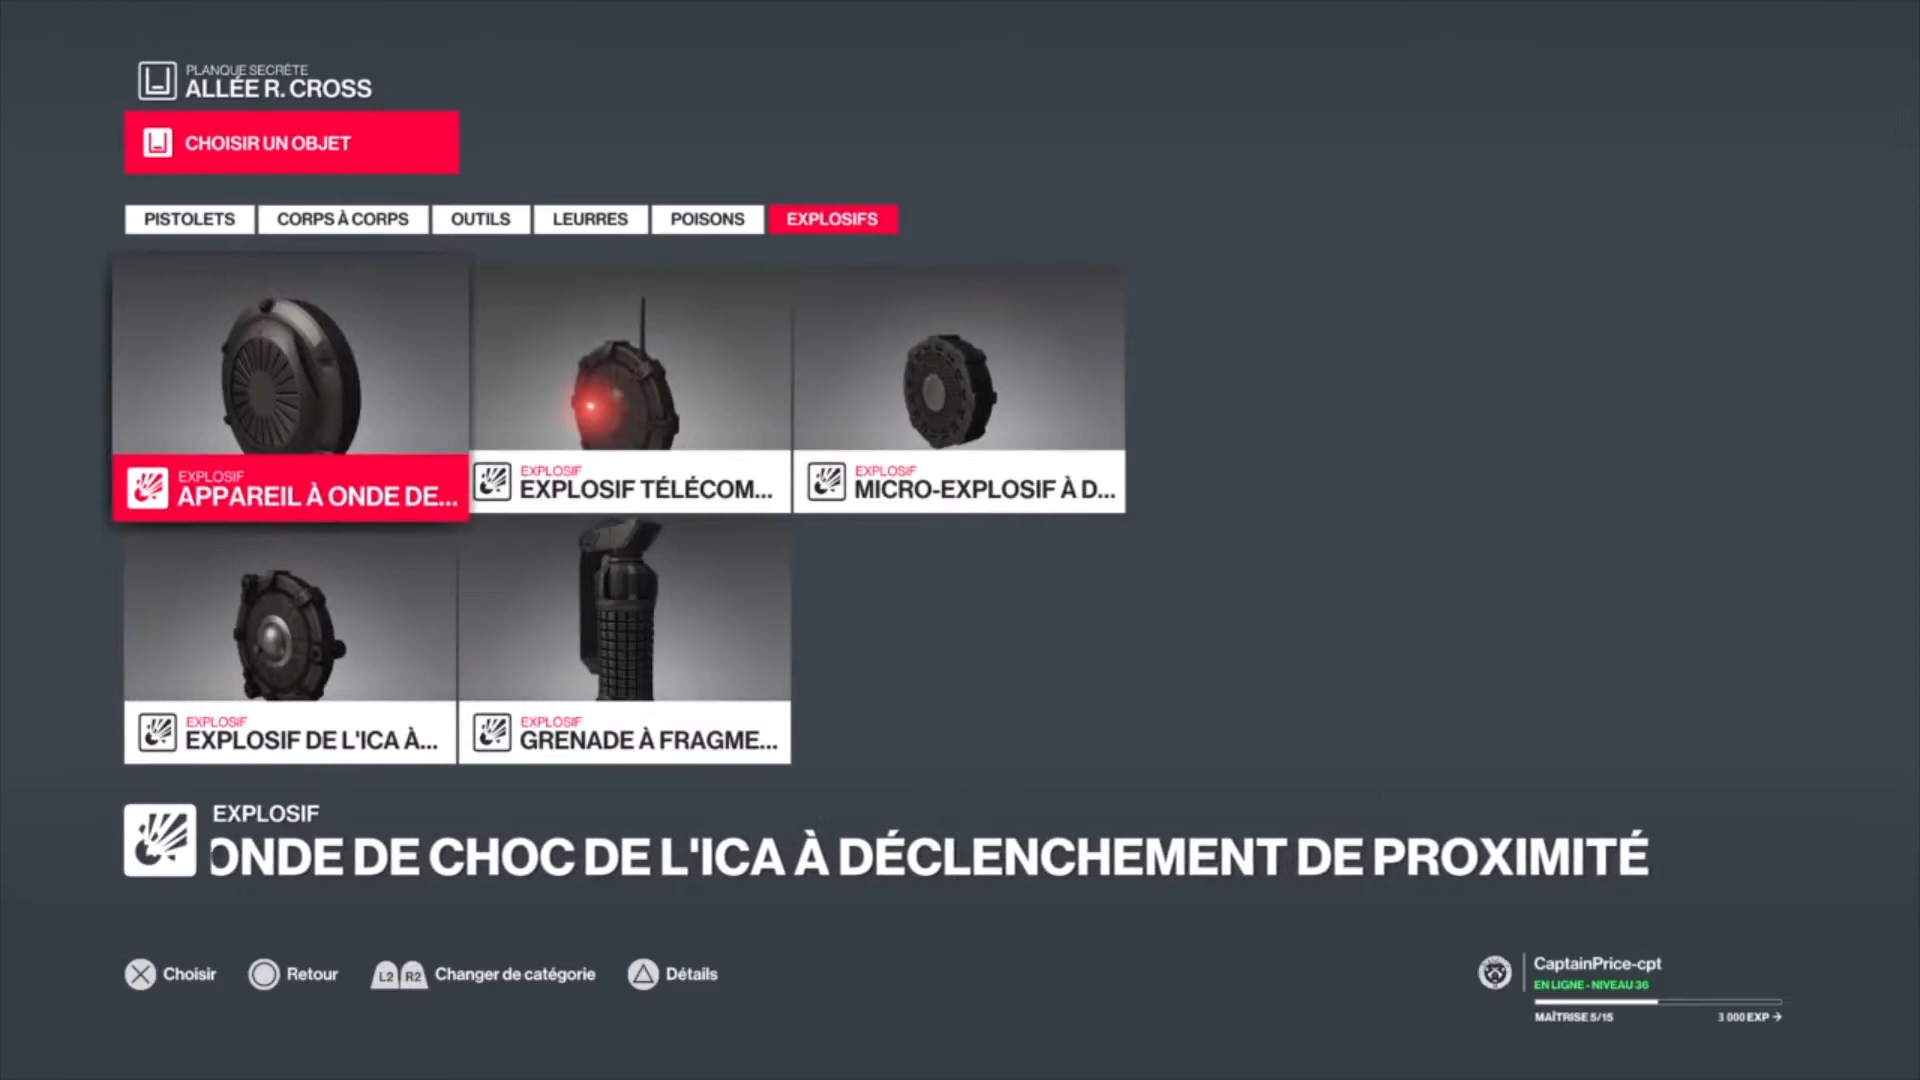 PLANQUE SECRÈTE
ALLÉE R. CROSS
CHOISIR UN OBJET
PISTOLETS
CORPS À CORPS
OUTILS
LEURRES
POISONS
EXPLOSIFS
EXPLOSIF
APPAREIL À ONDE DE...
EXPLOSIF
EXPLOSIF TÉLÉCOM...
EXPLOSIF
MICRO-EXPLOSIF À D...
EXPLOSIF
EXPLOSIF DE L'ICA À...
EXPLOSIF
GRENADE À FRAGME...
EXPLOSIF
ONDE DE CHOC DE L'ICA À DÉCLENCHEMENT DE PROXIMITÉ
Choisir
Retour
L2 R2 Changer de catégorie
Détails
CaptainPrice-cpt
EN LIGNE - NIVEAU 36
MAÎTRISE 5/15
3 000 EXP →